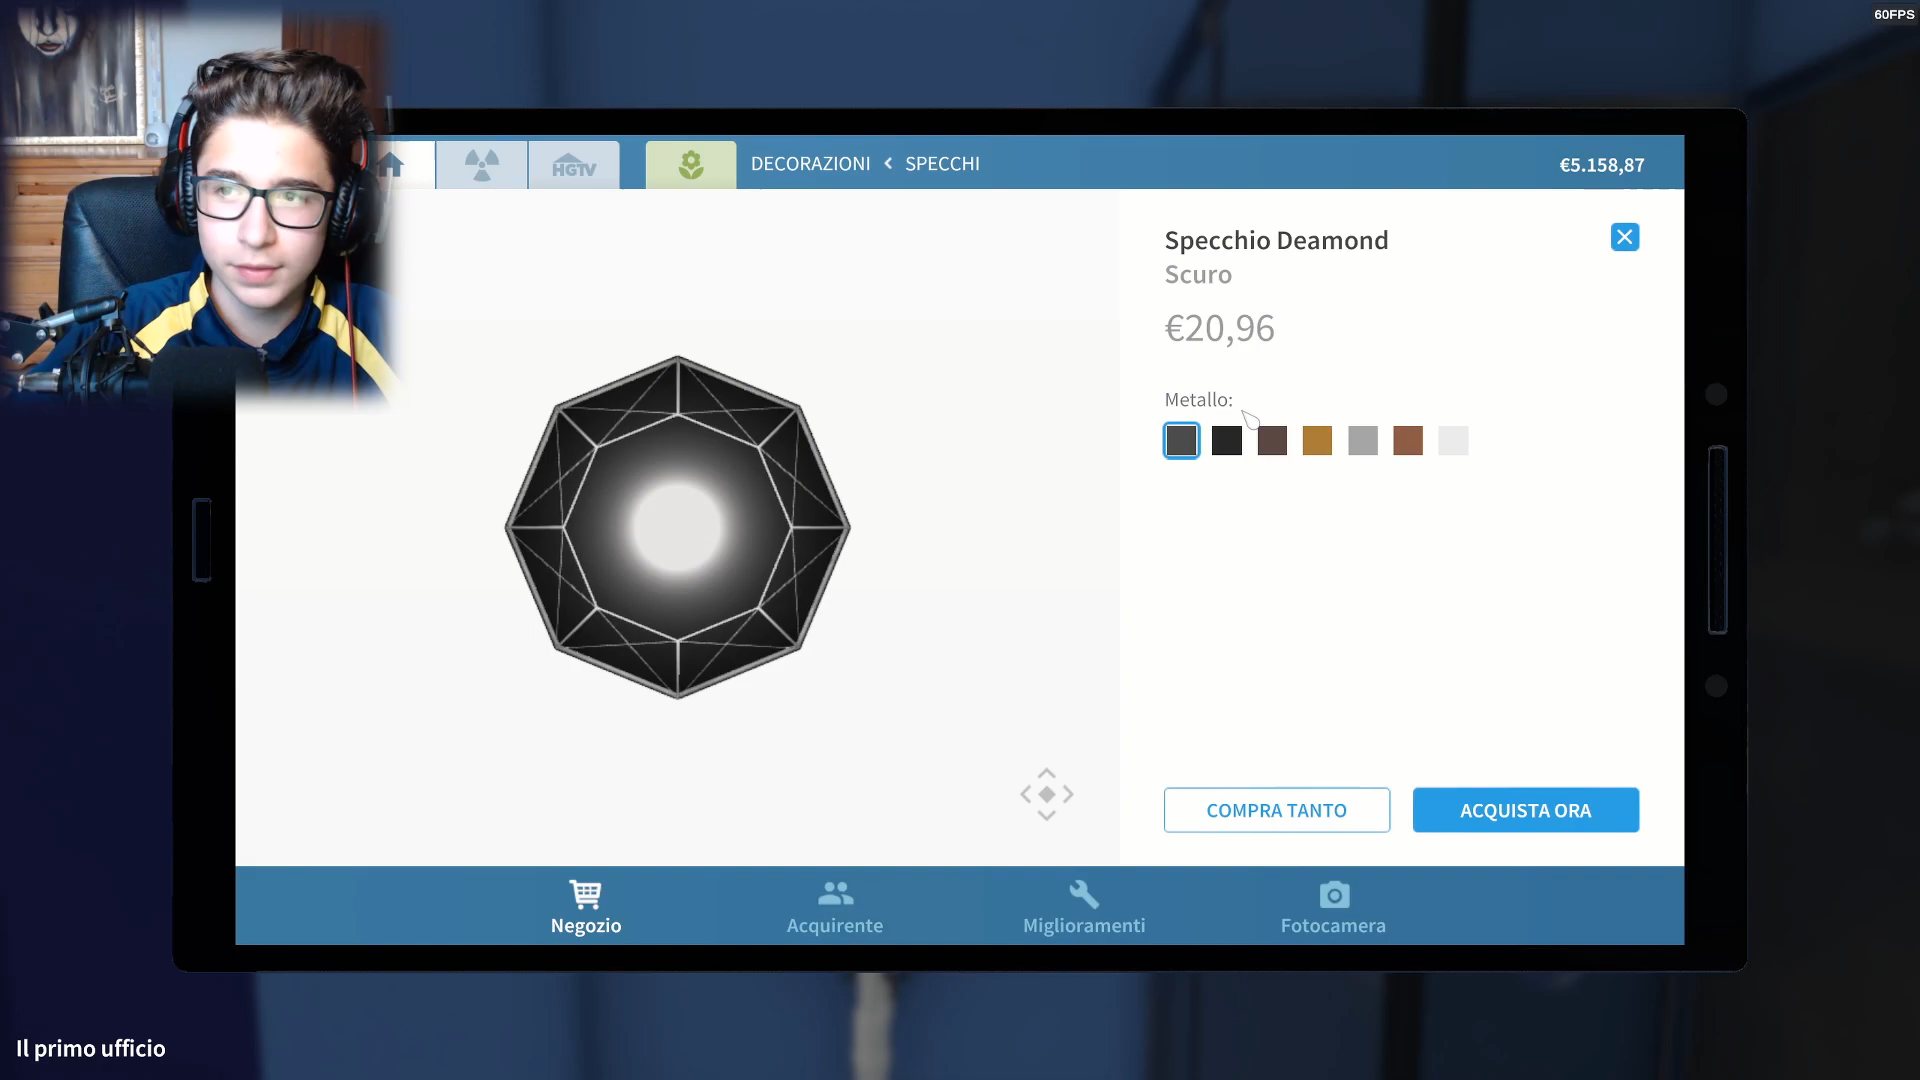 60FPS
HGTV
DECORAZIONI < SPECCHI
€5.158,87
Specchio Deamond
Scuro
€20,96
Metallo:
COMPRA TANTO
ACQUISTA ORA
Negozio
Acquirente
Miglioramenti
Fotocamera
Il primo ufficio